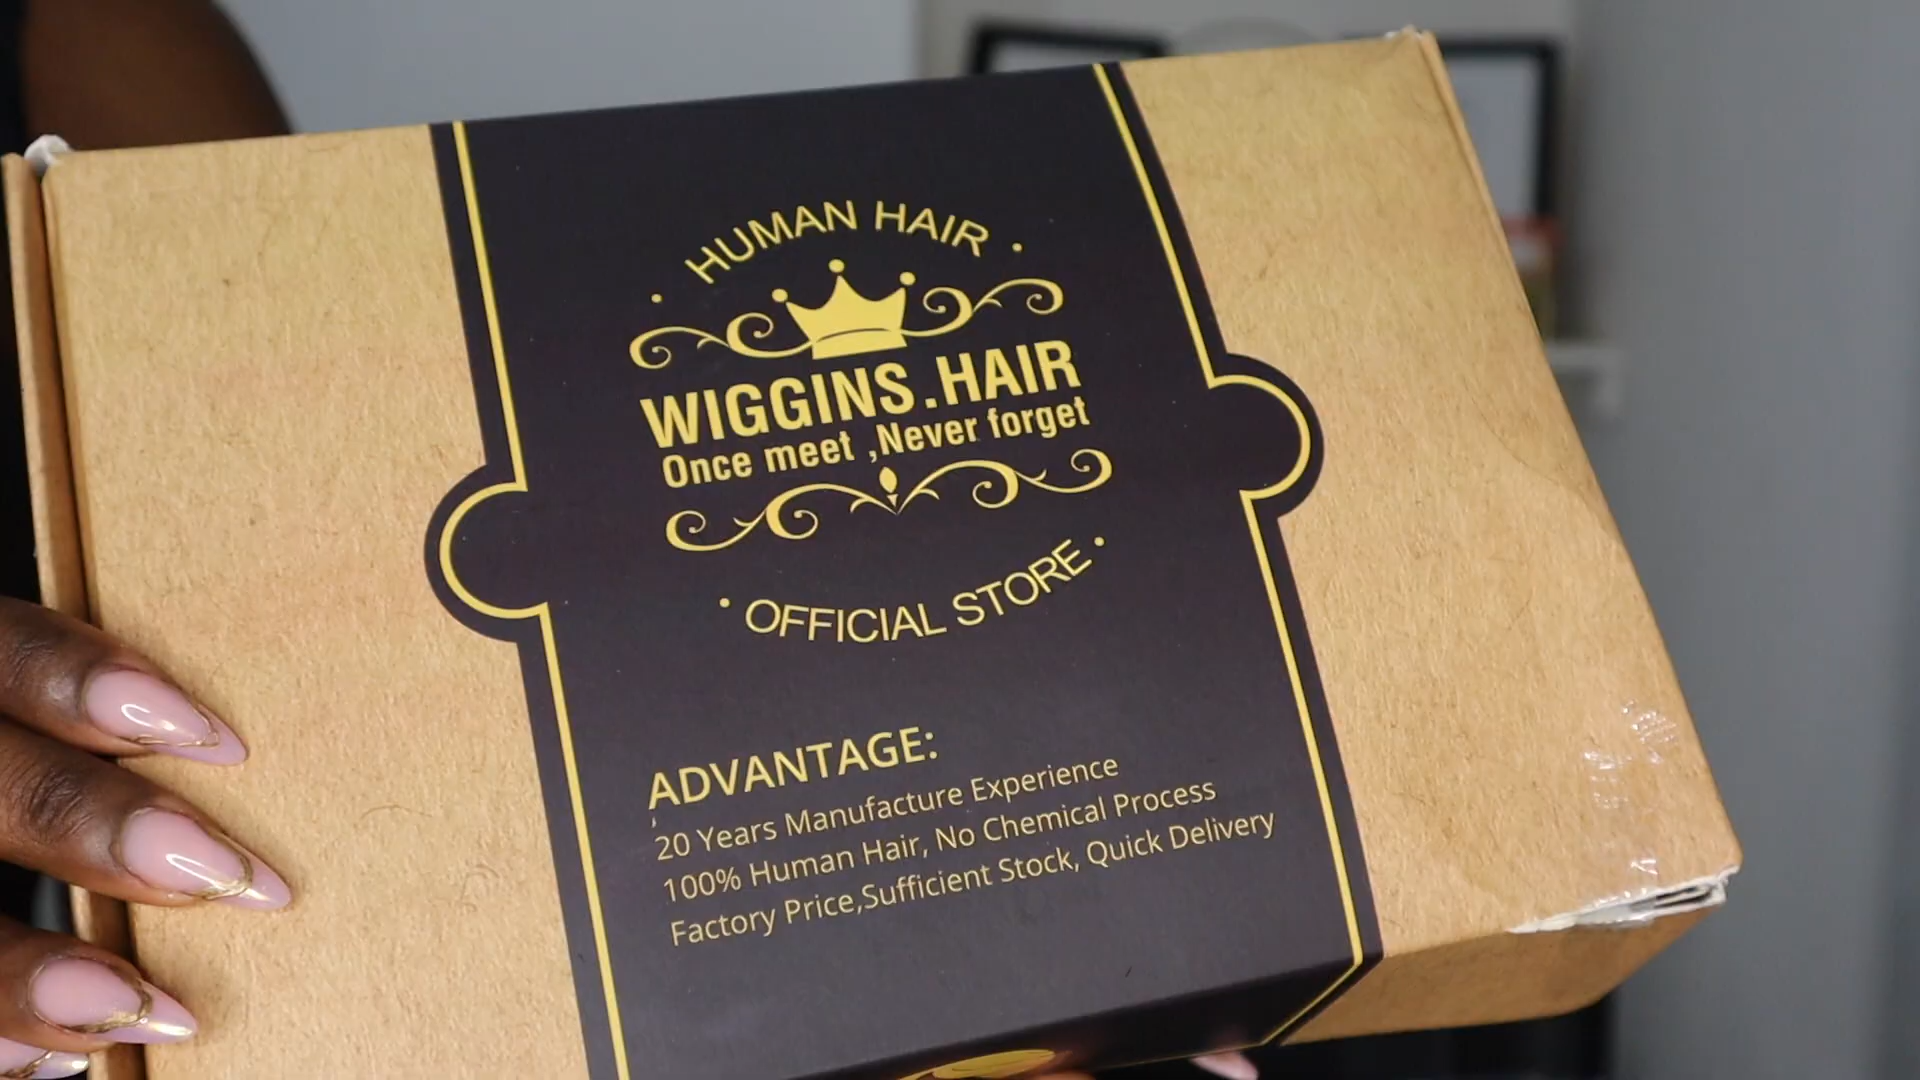 • HUMAN HAIR •
WIGGINS.HAIR
Once meet ,Never forget
• OFFICIAL STORE •
ADVANTAGE:
20 Years Manufacture Experience
100% Human Hair, No Chemical Process
Factory Price,Sufficient Stock, Quick Delivery